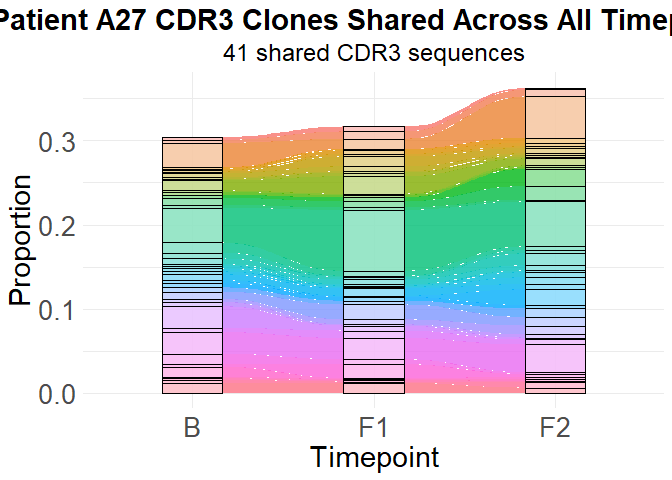 Patient A27 CDR3 Clones Shared Across All Time
41 shared CDR3 sequences
Proportion
0.3
0.2
0.1
0.0
B F1 F2
Timepoint